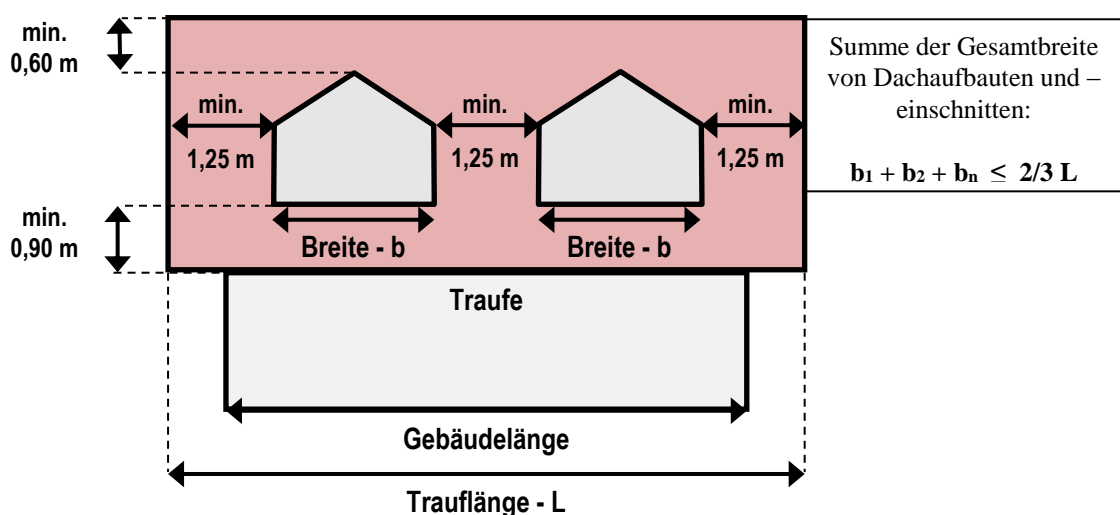 min.
0,60 m
min.
1,25 m
min.
1,25 m
min.
1,25 m
Summe der Gesamtbreite
von Dachaufbauten und –
einschnitten:
b₁ + b₂ + bₙ ≤ 2/3 L
min.
0,90 m
Breite - b
Breite - b
Traufe
Gebäudelänge
Trauflänge - L